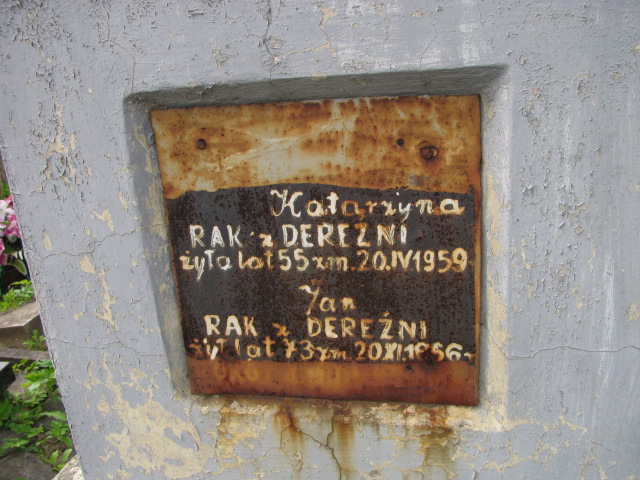 Katarzyna
RAK z DEREŹNI
żyła lat 55 zm. 20.IV 1959
Jan
RAK z DEREŹNI
żył lat 73 zm. 20 XI 1956